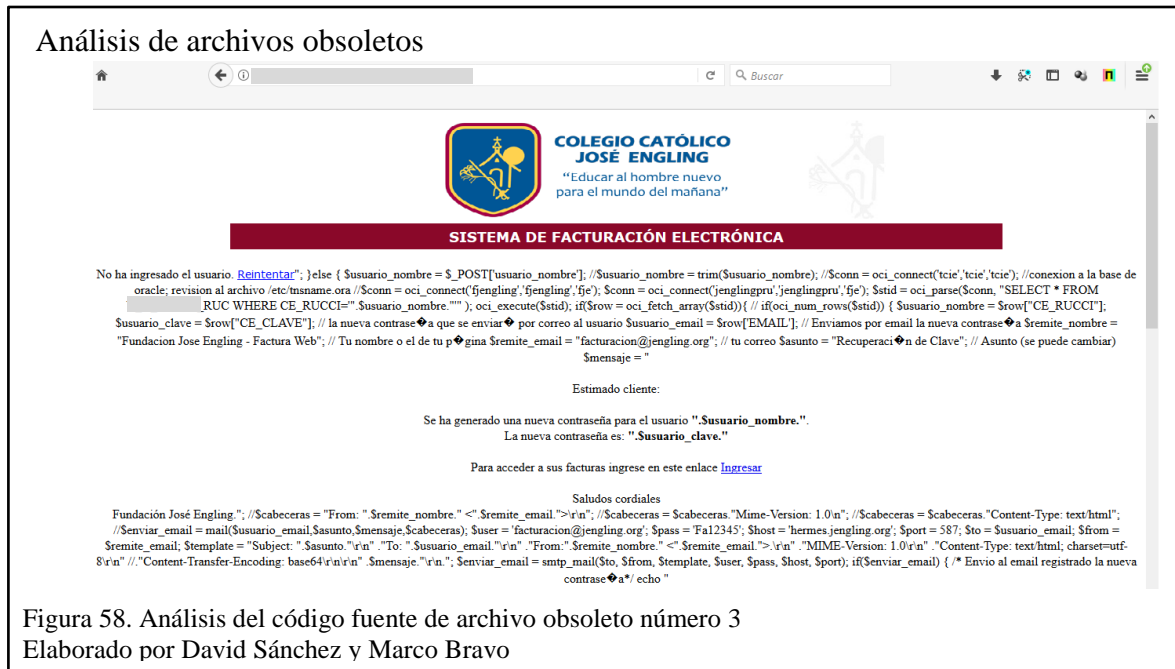 Análisis de archivos obsoletos
Buscar
COLEGIO CATÓLICO
JOSÉ ENGLING
“Educar al hombre nuevo
para el mundo del mañana”
SISTEMA DE FACTURACIÓN ELECTRÓNICA
No ha ingresado el usuario. Reintentar"; }else { $usuario_nombre = $_POST['usuario_nombre']; //$usuario_nombre = trim($usuario_nombre); //$conn = oci_connect('tcie','tcie','tcie'); //conexion a la base de
oracle; revision al archivo /etc/tnsname.ora //$conn = oci_connect('fjengling','fjengling','fje'); $conn = oci_connect('jenglingpru','jenglingpru','fje'); $stid = oci_parse($conn, "SELECT * FROM
_RUC WHERE CE_RUCCI='".$usuario_nombre."'" ); oci_execute($stid); if($row = oci_fetch_array($stid)){ // if(oci_num_rows($stid)) { $usuario_nombre = $row["CE_RUCCI"];
$usuario_clave = $row["CE_CLAVE"]; // la nueva contrase�a que se enviar� por correo al usuario $usuario_email = $row['EMAIL']; // Enviamos por email la nueva contrase�a $remite_nombre =
"Fundacion Jose Engling - Factura Web"; // Tu nombre o el de tu p�gina $remite_email = "facturacion@jengling.org"; // tu correo $asunto = "Recuperaci�n de Clave"; // Asunto (se puede cambiar)
$mensaje = "
Estimado cliente:
Se ha generado una nueva contraseña para el usuario ".$usuario_nombre.".
La nueva contraseña es: ".$usuario_clave."
Para acceder a sus facturas ingrese en este enlace Ingresar
Saludos cordiales
Fundación José Engling."; //$cabeceras = "From: ".$remite_nombre." <".$remite_email.">\r\n"; //$cabeceras = $cabeceras."Mime-Version: 1.0\n"; //$cabeceras = $cabeceras."Content-Type: text/html";
//$enviar_email = mail($usuario_email,$asunto,$mensaje,$cabeceras); $user = 'facturacion@jengling.org'; $pass = 'Fa12345'; $host = 'hermes.jengling.org'; $port = 587; $to = $usuario_email; $from =
$remite_email; $template = "Subject: ".$asunto."\r\n" ."To: ".$usuario_email."\r\n" ."From:".$remite_nombre." <".$remite_email.">.\r\n" ."MIME-Version: 1.0\r\n" ."Content-Type: text/html; charset=utf-
8\r\n" //."Content-Transfer-Encoding: base64\r\n\r\n" .$mensaje."\r\n."; $enviar_email = smtp_mail($to, $from, $template, $user, $pass, $host, $port); if($enviar_email) { /* Envio al email registrado la nueva
contrase�a*/ echo "
Figura 58. Análisis del código fuente de archivo obsoleto número 3
Elaborado por David Sánchez y Marco Bravo